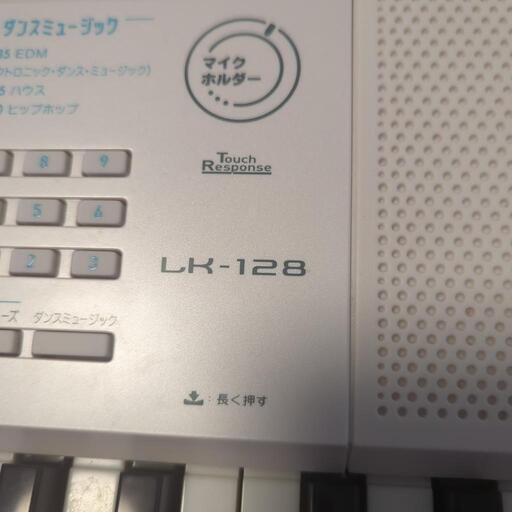 ダンスミュージック
35 EDM
クトロニック・ダンス・ミュージック)
ハウス
ヒップホップ
マイク
ホルダー
Touch
Response
8 9
5 6
2 3
LK-128
ーズ ダンスミュージック
：長く押す